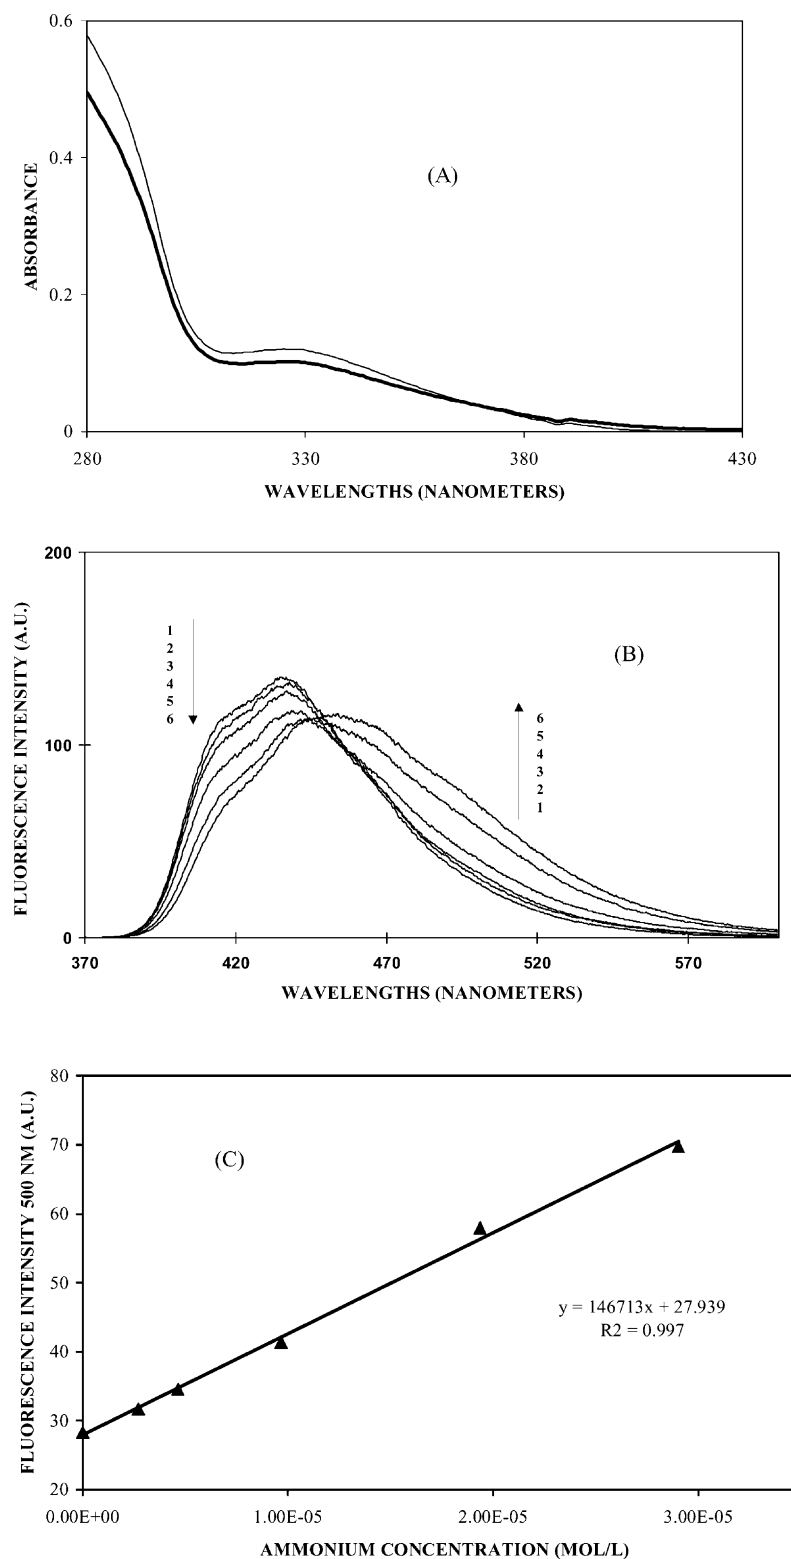 0.6
(A)
0.4
ABSORBANCE
0.2
0
280 330 380 430
WAVELENGTHS (NANOMETERS)
200
FLUORESCENCE INTENSITY (A.U.)
(B)
1
2
3
4
5
6
6
5
4
3
2
1
100
0
370 420 470 520 570
WAVELENGTHS (NANOMETERS)
80
FLUORESCENCE INTENSITY 500 NM (A.U.)
(C)
70
60
50
y = 146713x + 27.939
R2 = 0.997
40
30
20
0.00E+00 1.00E-05 2.00E-05 3.00E-05
AMMONIUM CONCENTRATION (MOL/L)